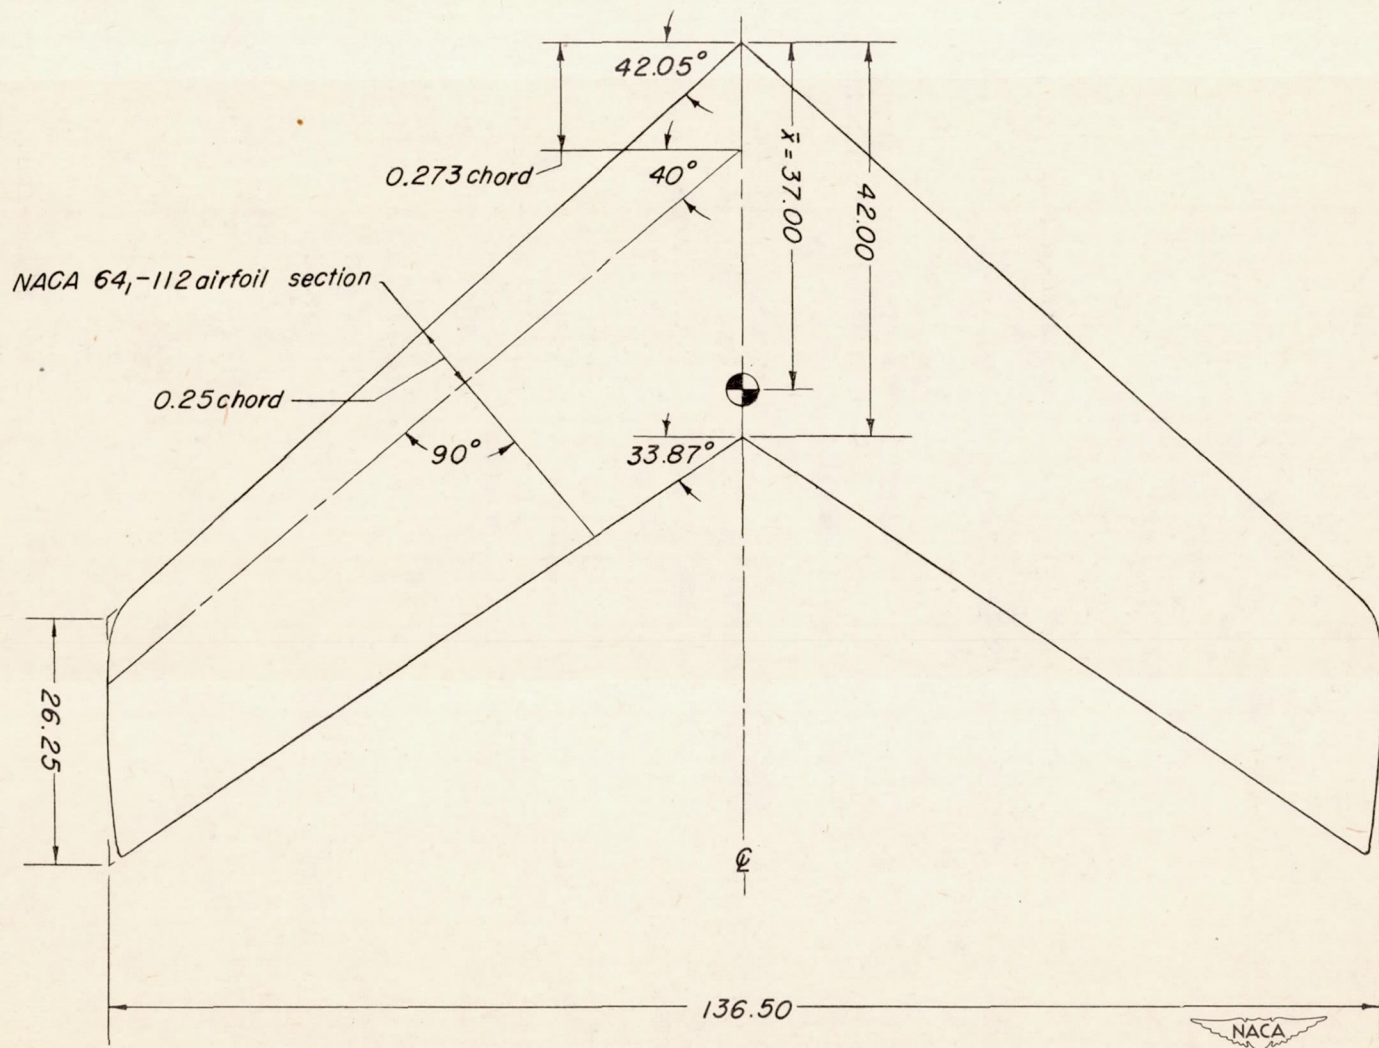 42.05°
0.273 chord
40°
x̄ = 37.00
42.00
NACA 64,-112 airfoil section
0.25 chord
90°
33.87°
26.25
℄
136.50
NACA